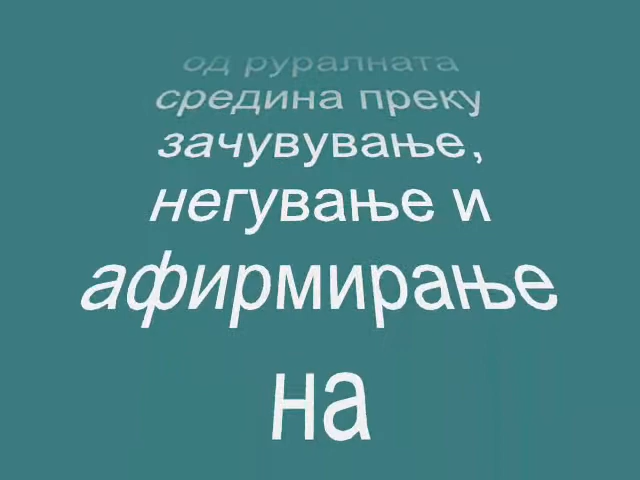 од руралната
средина преку
зачувување,
негување и
афирмирање
на